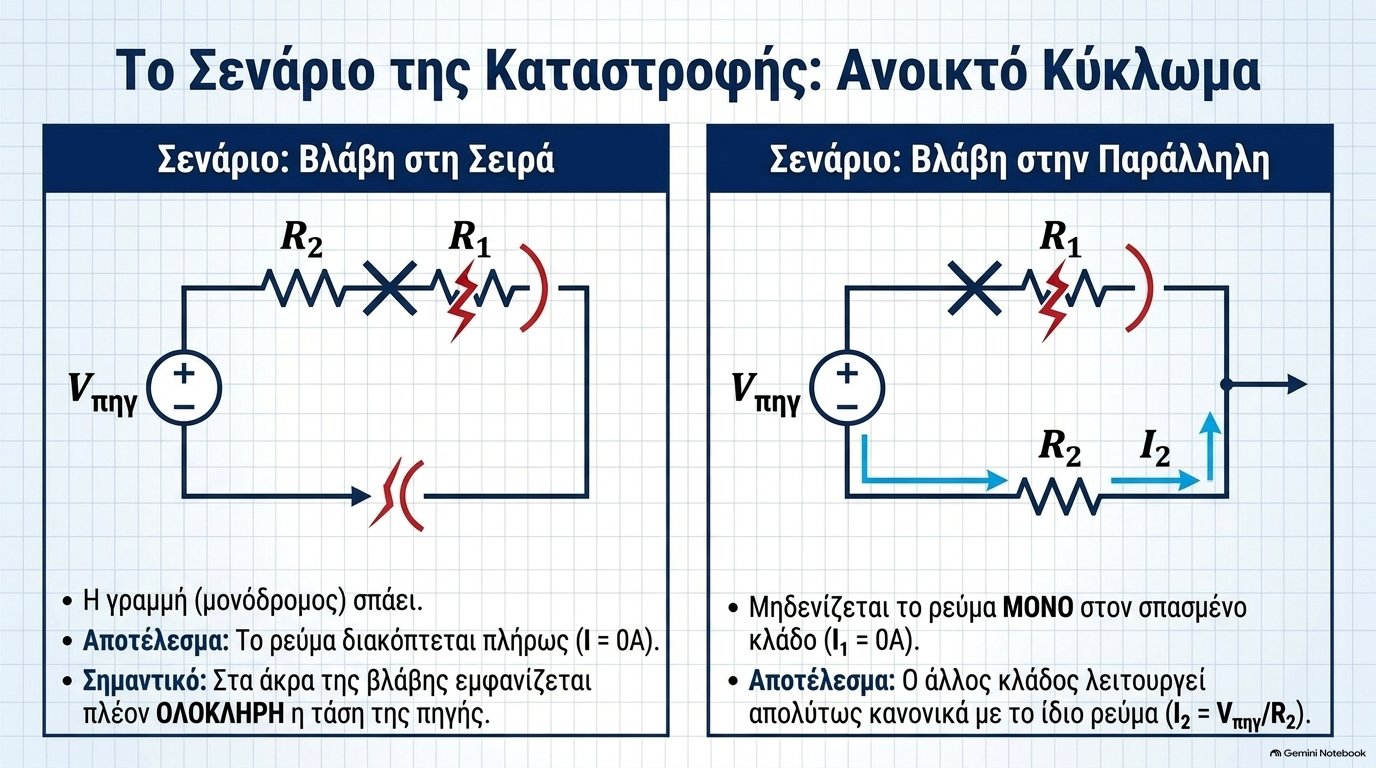 Το Σενάριο της Καταστροφής: Ανοικτό Κύκλωμα
Σενάριο: Βλάβη στη Σειρά
R₂
R₁
V_πηγ
+
−
• Η γραμμή (μονόδρομος) σπάει.
• Αποτέλεσμα: Το ρεύμα διακόπτεται πλήρως (I = 0A).
• Σημαντικό: Στα άκρα της βλάβης εμφανίζεται
πλέον ΟΛΟΚΛΗΡΗ η τάση της πηγής.
Σενάριο: Βλάβη στην Παράλληλη
R₁
V_πηγ
+
−
R₂
I₂
• Μηδενίζεται το ρεύμα ΜΟΝΟ στον σπασμένο
κλάδο (I₁ = 0A).
• Αποτέλεσμα: Ο άλλος κλάδος λειτουργεί
απολύτως κανονικά με το ίδιο ρεύμα (I₂ = V_πηγ/R₂).
Gemini Notebook